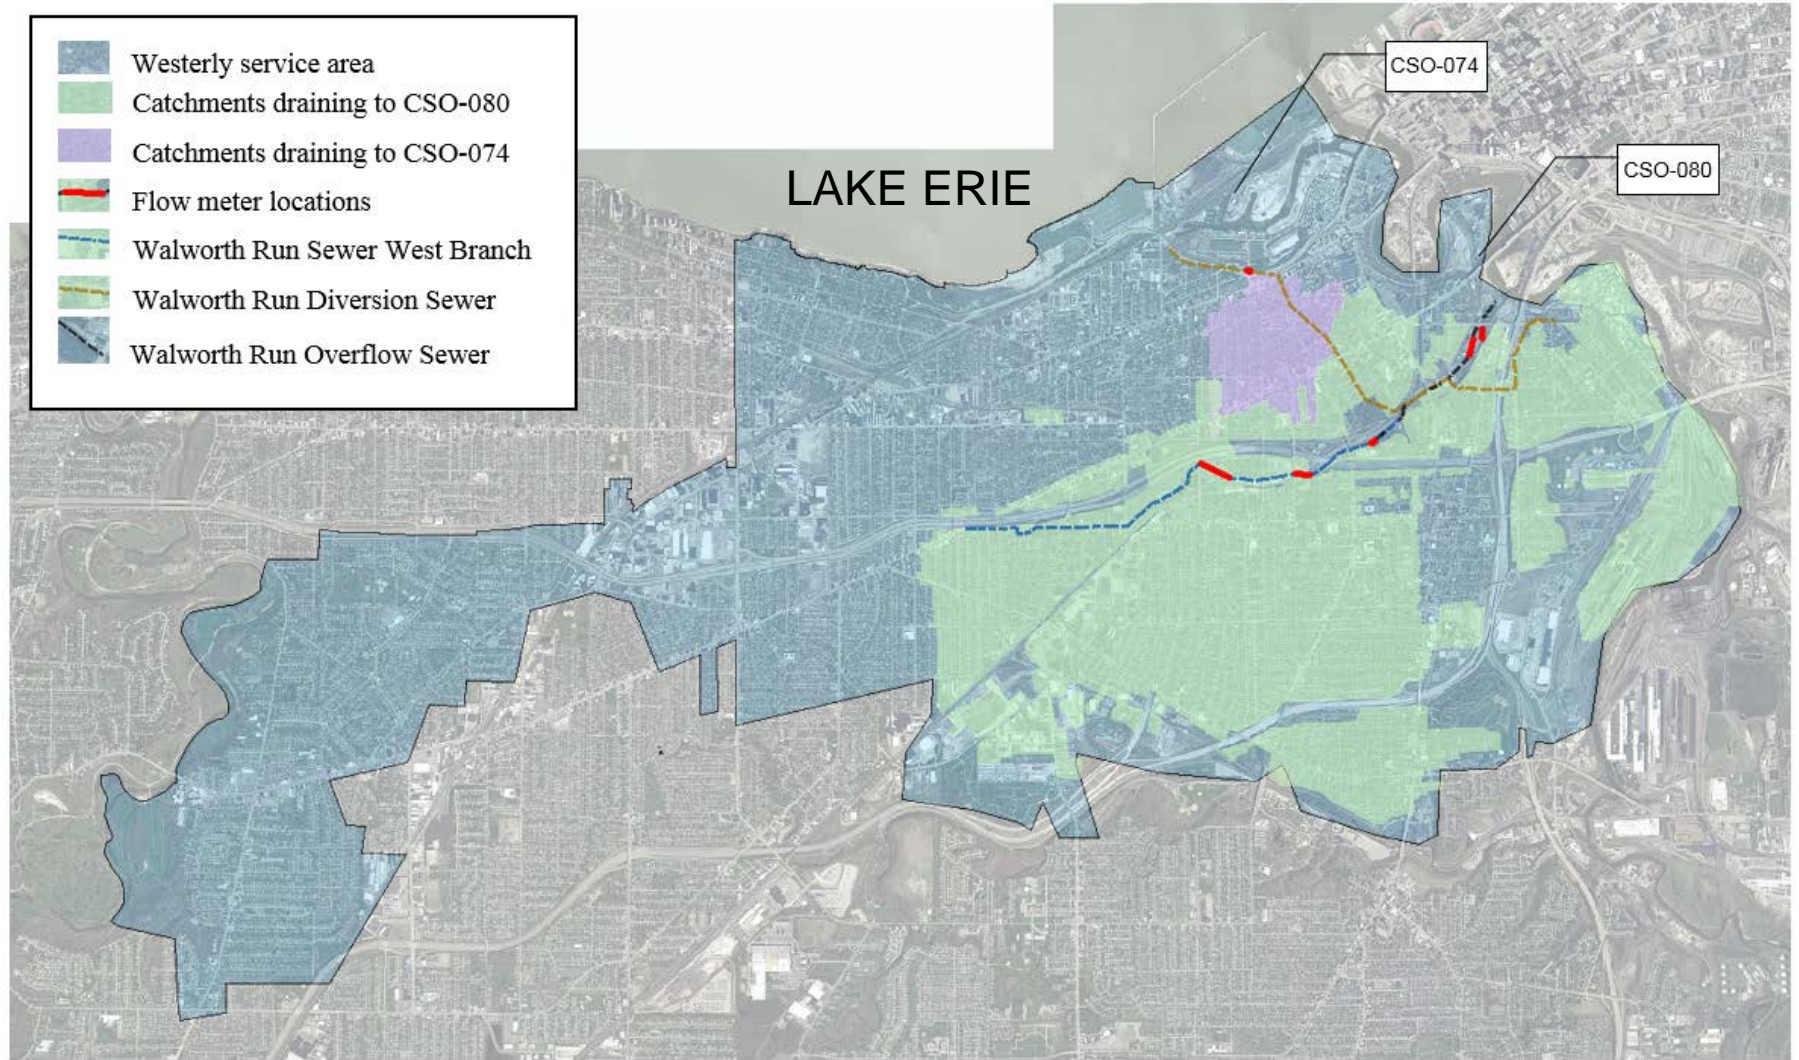 Westerly service area
Catchments draining to CSO-080
Catchments draining to CSO-074
Flow meter locations
Walworth Run Sewer West Branch
Walworth Run Diversion Sewer
Walworth Run Overflow Sewer
CSO-074
CSO-080
LAKE ERIE